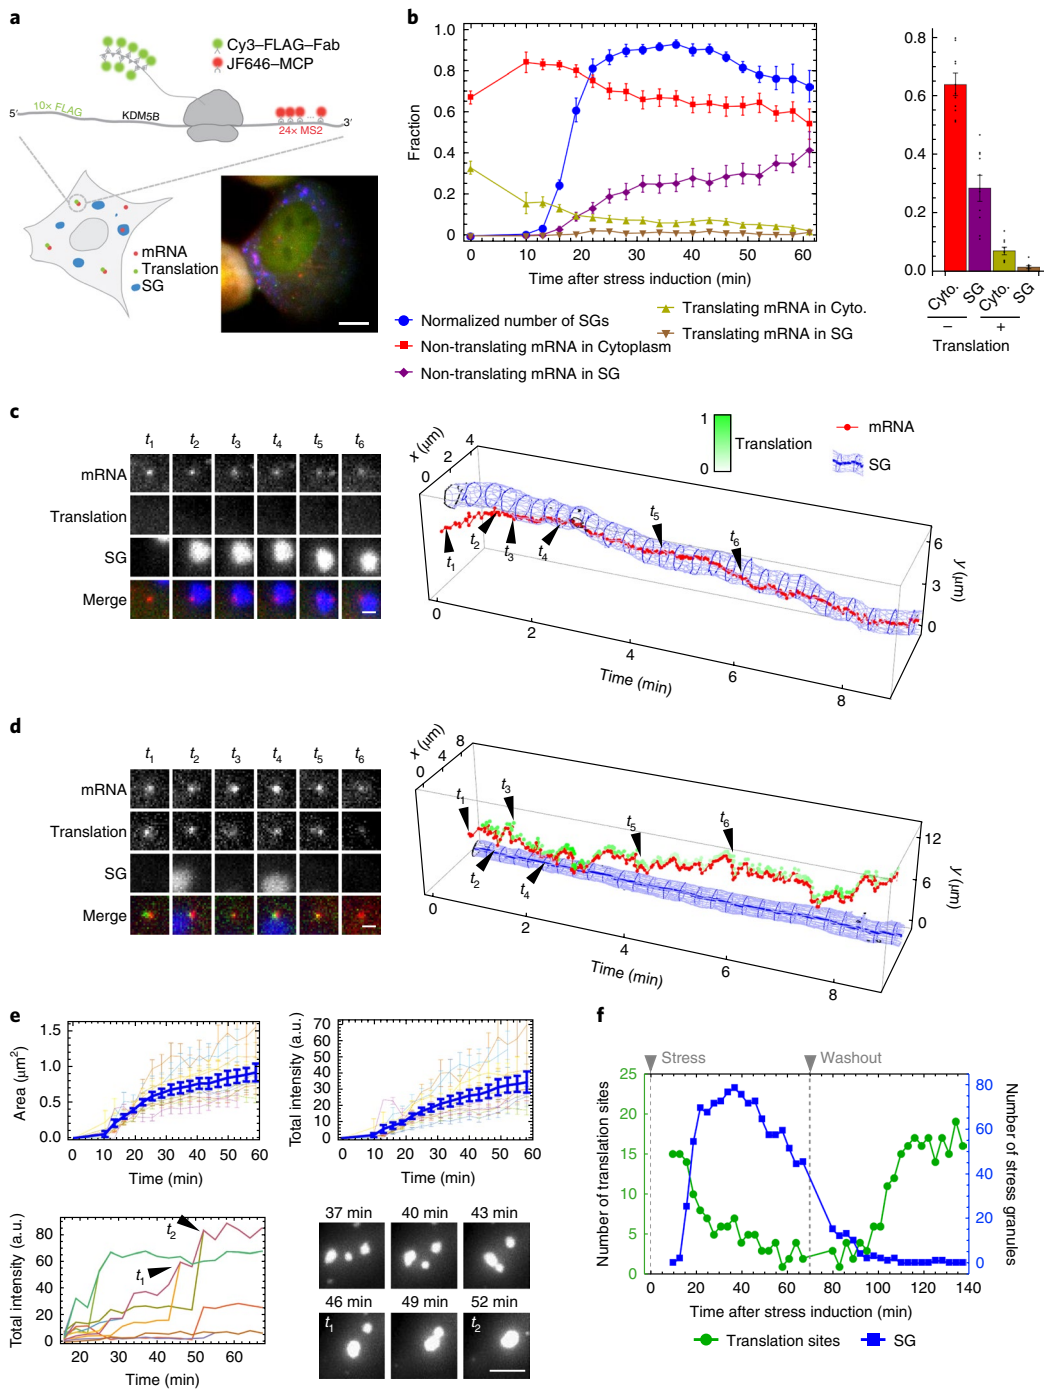 a
Cy3–FLAG–Fab
JF646–MCP
5′
10× FLAG
KDM5B
24× MS2
3′
mRNA
Translation
SG
b
Fraction
1.0
0.8
0.6
0.4
0.2
0
0 10 20 30 40 50 60
Time after stress induction (min)
Normalized number of SGs
Non-translating mRNA in Cytoplasm
Non-translating mRNA in SG
Translating mRNA in Cyto.
Translating mRNA in SG
0.8
0.6
0.4
0.2
0.0
Cyto. SG Cyto. SG
– +
Translation
c
t1 t2 t3 t4 t5 t6
mRNA
Translation
SG
Merge
x (μm)
4
2
0
1
0
Translation
mRNA
SG
t1 t2 t3 t4 t5 t6
6
3
0
y (μm)
0 2 4 6 8
Time (min)
d
t1 t2 t3 t4 t5 t6
mRNA
Translation
SG
Merge
x (μm)
8
4
0
t1 t2 t3 t4 t5 t6
12
6
0
y (μm)
0 2 4 6 8
Time (min)
e
Area (μm2)
1.5
1.0
0.5
0.0
0 10 20 30 40 50 60
Time (min)
Total intensity (a.u.)
70
60
50
40
30
20
10
0
0 10 20 30 40 50 60
Time (min)
Total intensity (a.u.)
80
60
40
20
0
t1
t2
20 30 40 50 60
Time (min)
37 min 40 min 43 min
46 min 49 min 52 min
t1 t2
f
Stress Washout
Number of translation sites
25
20
15
10
5
0
80
60
40
20
0
Number of stress granules
0 20 40 60 80 100 120 140
Time after stress induction (min)
Translation sites SG